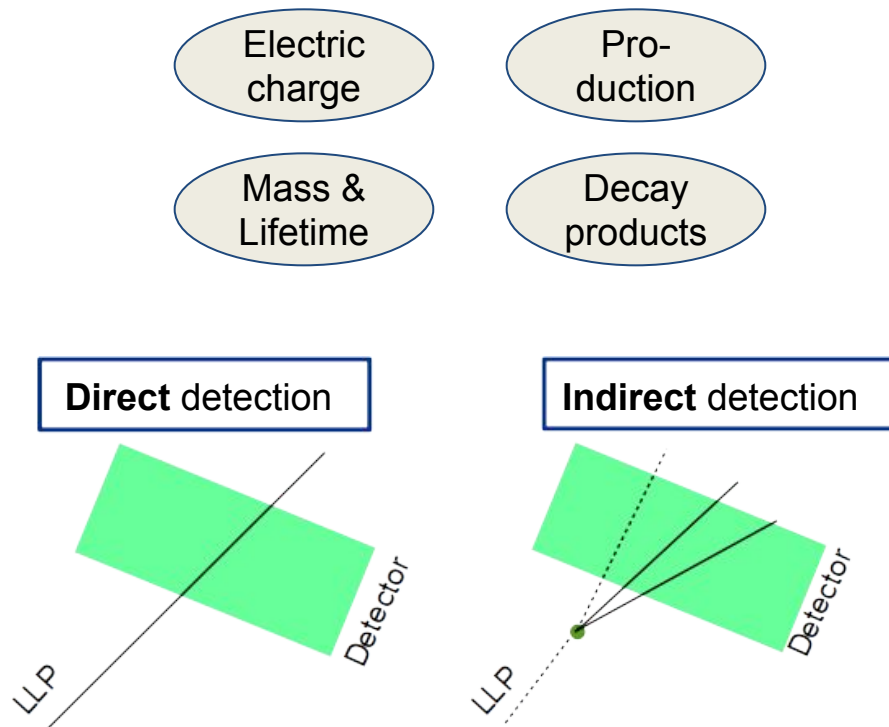 Electric
charge
Pro-
duction
Mass &
Lifetime
Decay
products
Direct detection
Indirect detection
Detector
LLP
Detector
LLP